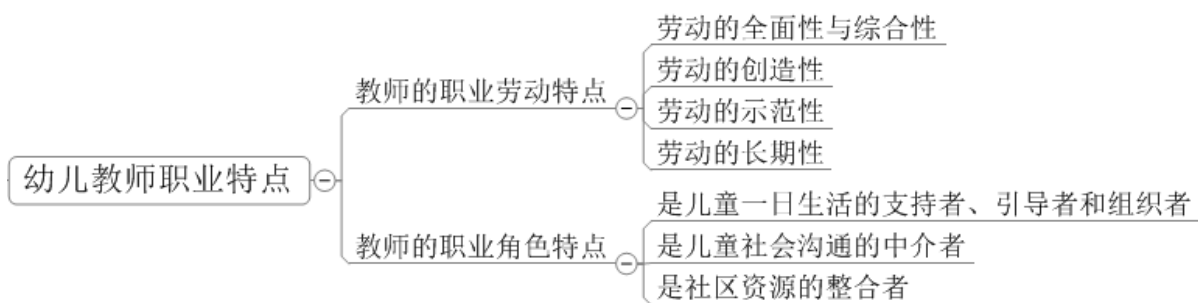 劳动的全面性与综合性
教师的职业劳动特点
劳动的创造性
劳动的示范性
劳动的长期性
幼儿教师职业特点
是儿童一日生活的支持者、引导者和组织者
教师的职业角色特点
是儿童社会沟通的中介者
是社区资源的整合者